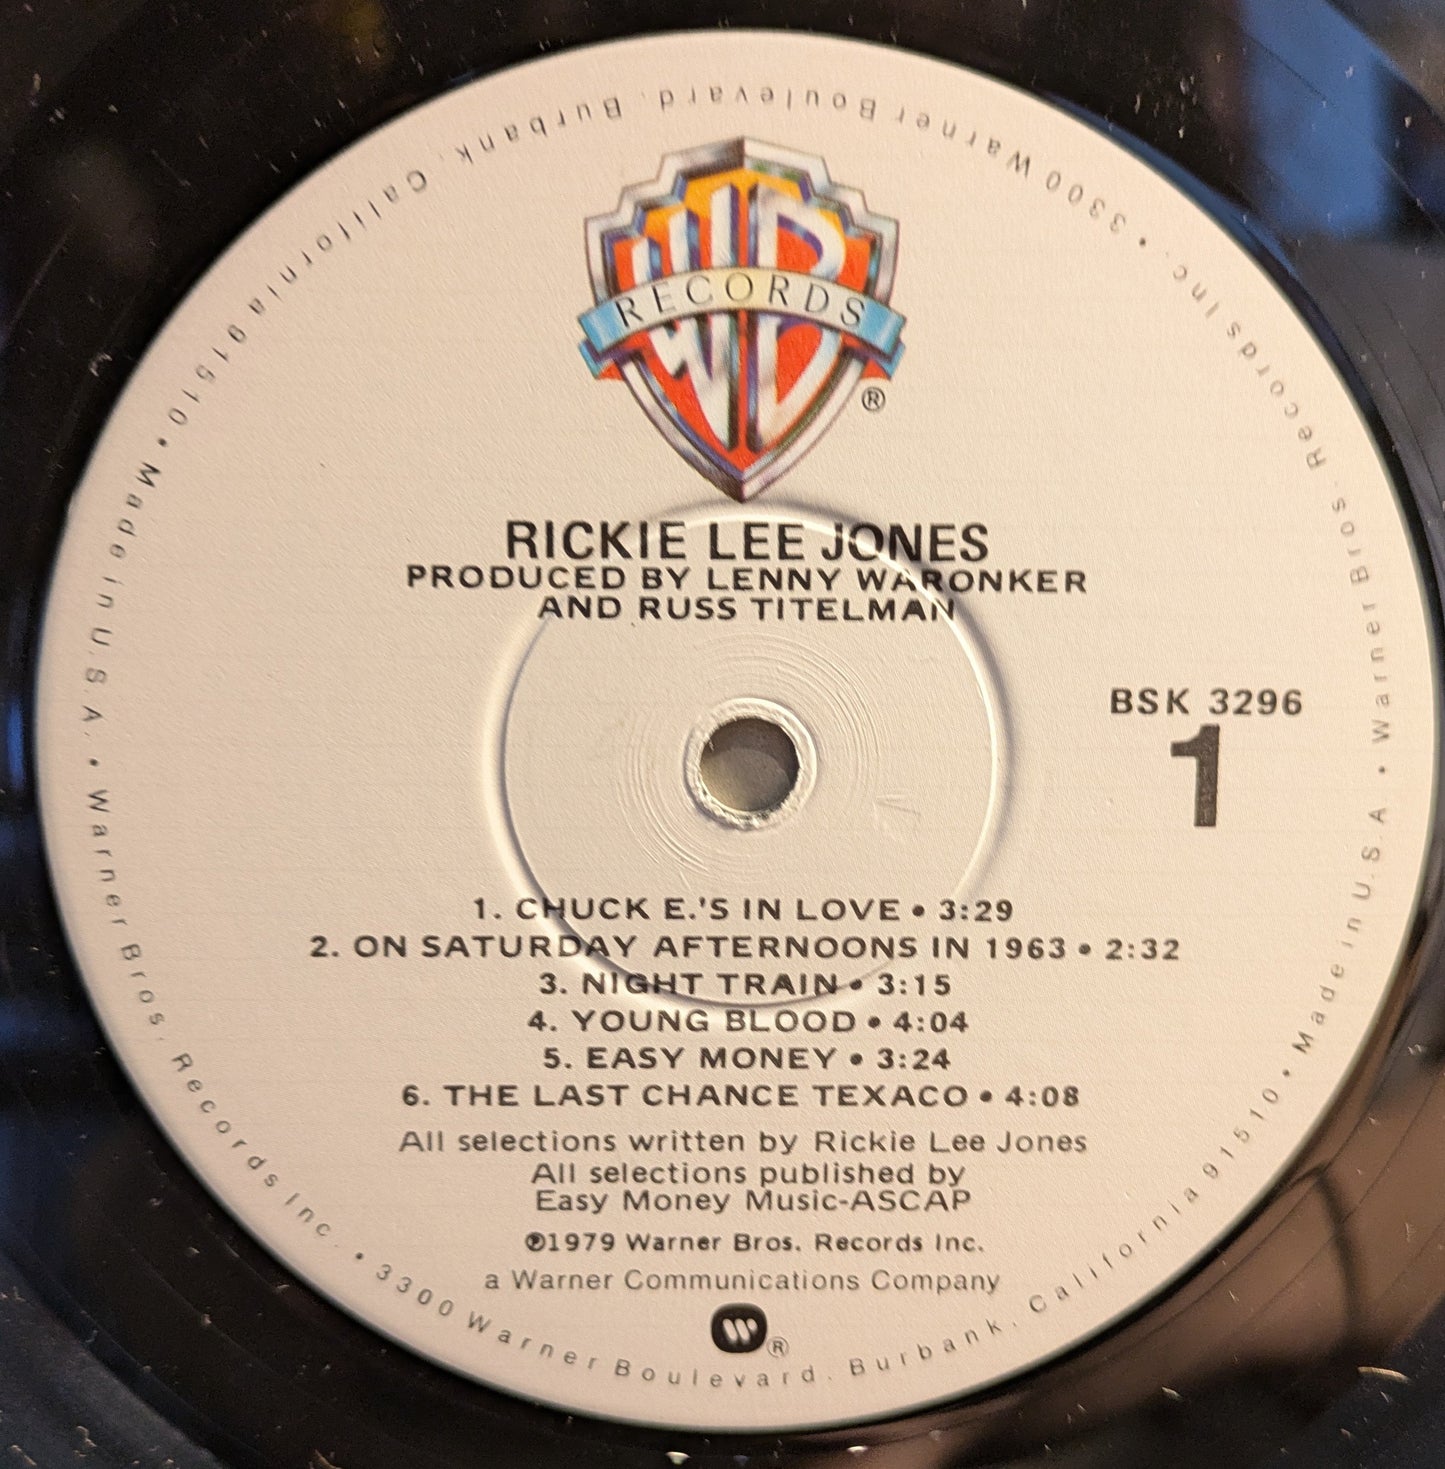 WB
RECORDS
®
RICKIE LEE JONES
PRODUCED BY LENNY WARONKER
AND RUSS TITELMAN
BSK 3296
1
1. CHUCK E.'S IN LOVE • 3:29
2. ON SATURDAY AFTERNOONS IN 1963 • 2:32
3. NIGHT TRAIN • 3:15
4. YOUNG BLOOD • 4:04
5. EASY MONEY • 3:24
6. THE LAST CHANCE TEXACO • 4:08
All selections written by Rickie Lee Jones
All selections published by
Easy Money Music-ASCAP
℗1979 Warner Bros. Records Inc.
a Warner Communications Company
W®
Warner Bros. Records Inc. • 3300 Warner Boulevard. Burbank. California 91510 • Made in U.S.A. • Warner Bros. Records Inc. • 3300 Warner Boulevard. Burbank. California 91510 • Made in U.S.A •